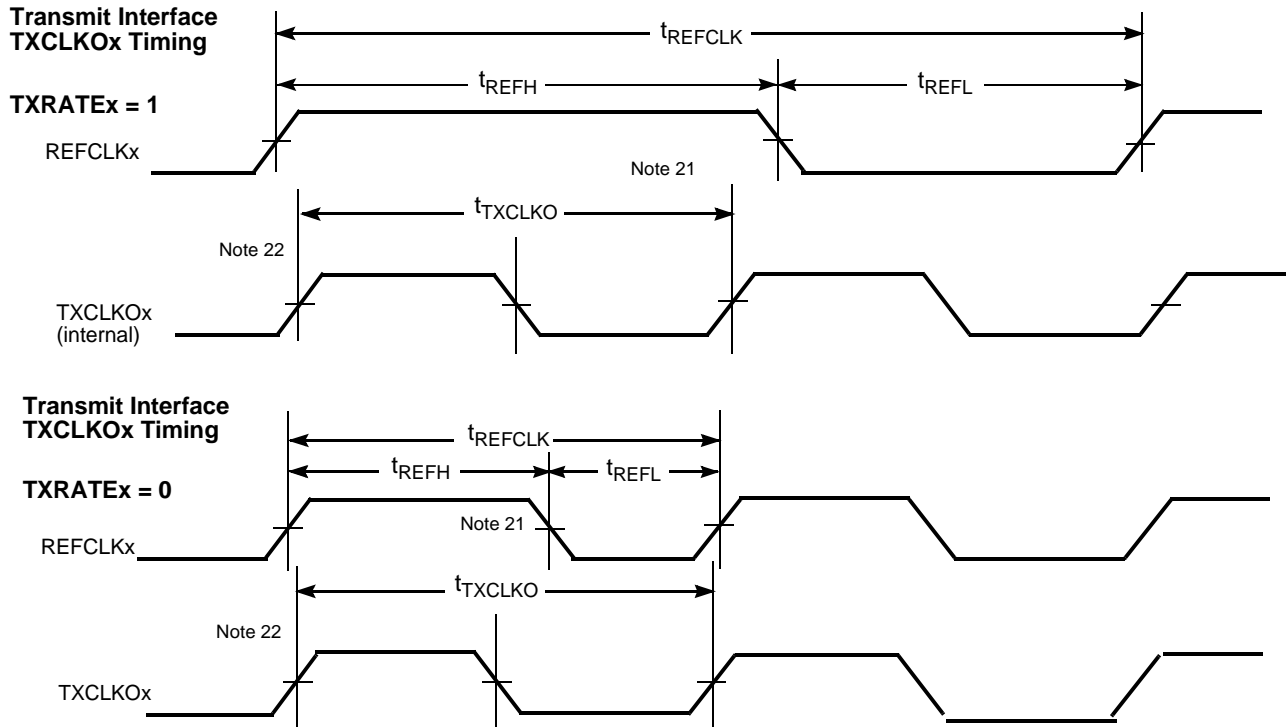 Transmit Interface
TXCLKOx Timing
tREFCLK
tREFH
tREFL
TXRATEx = 1
REFCLKx
Note 21
tTXCLKO
Note 22
TXCLKOx
(internal)
Transmit Interface
TXCLKOx Timing
tREFCLK
tREFH
tREFL
TXRATEx = 0
Note 21
REFCLKx
tTXCLKO
Note 22
TXCLKOx